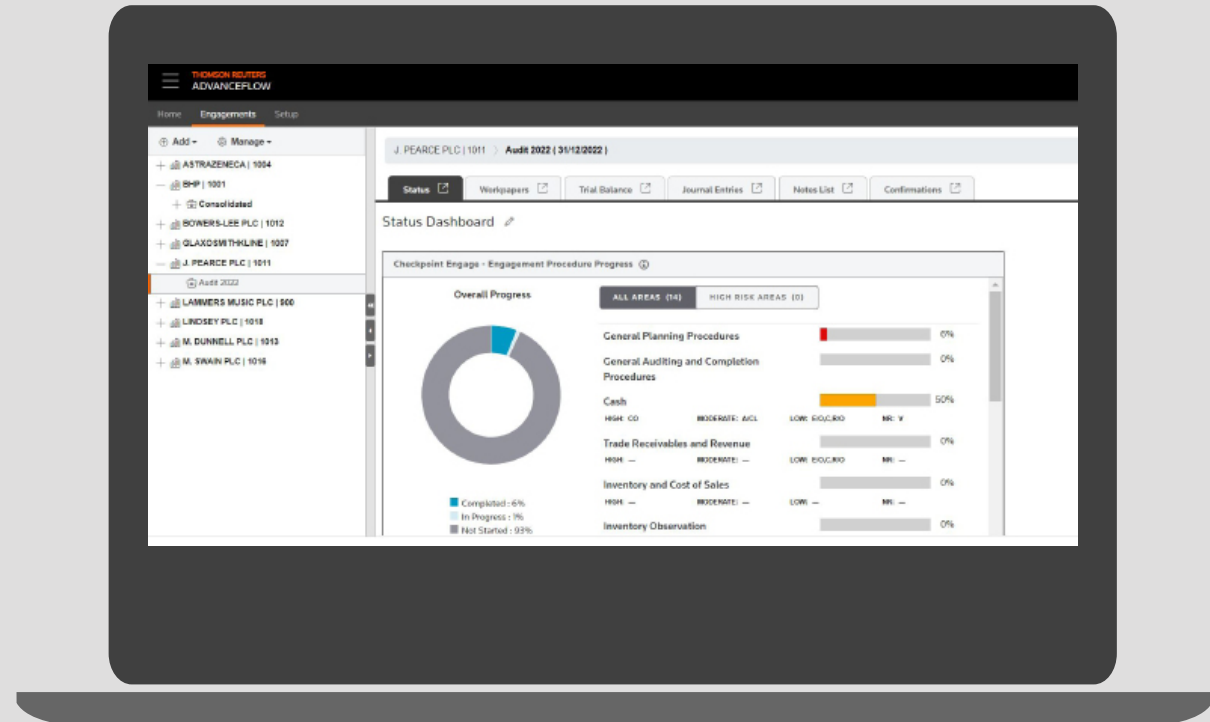 THOMSON REUTERS
ADVANCEFLOW
Home Engagements Setup
Add Manage
ASTRAZENECA | 1004
BHP | 1001
Consolidated
BOWERS-LEE PLC | 1012
GLAXOSMITHKLINE | 1007
J. PEARCE PLC | 1011
Audit 2022
LAMMERS MUSIC PLC | 900
LINDSEY PLC | 1018
M. DUNNELL PLC | 1013
M. SWAIN PLC | 1016
J. PEARCE PLC | 1011 > Audit 2022 ( 31/12/2022 )
Status Workpapers Trial Balance Journal Entries Notes List Confirmations
Status Dashboard
Checkpoint Engage - Engagement Procedure Progress
Overall Progress
Completed : 6%
In Progress : 1%
Not Started : 93%
ALL AREAS (14) HIGH RISK AREAS (0)
General Planning Procedures 6%
General Auditing and Completion 0%
Procedures
Cash 50%
HIGH: CO MODERATE: A/CL LOW: E/O,C,R/O NR: V
Trade Receivables and Revenue 0%
HIGH: — MODERATE: — LOW: E/O,C,R/O NR: —
Inventory and Cost of Sales 0%
HIGH: — MODERATE: — LOW: — NR: —
Inventory Observation 0%